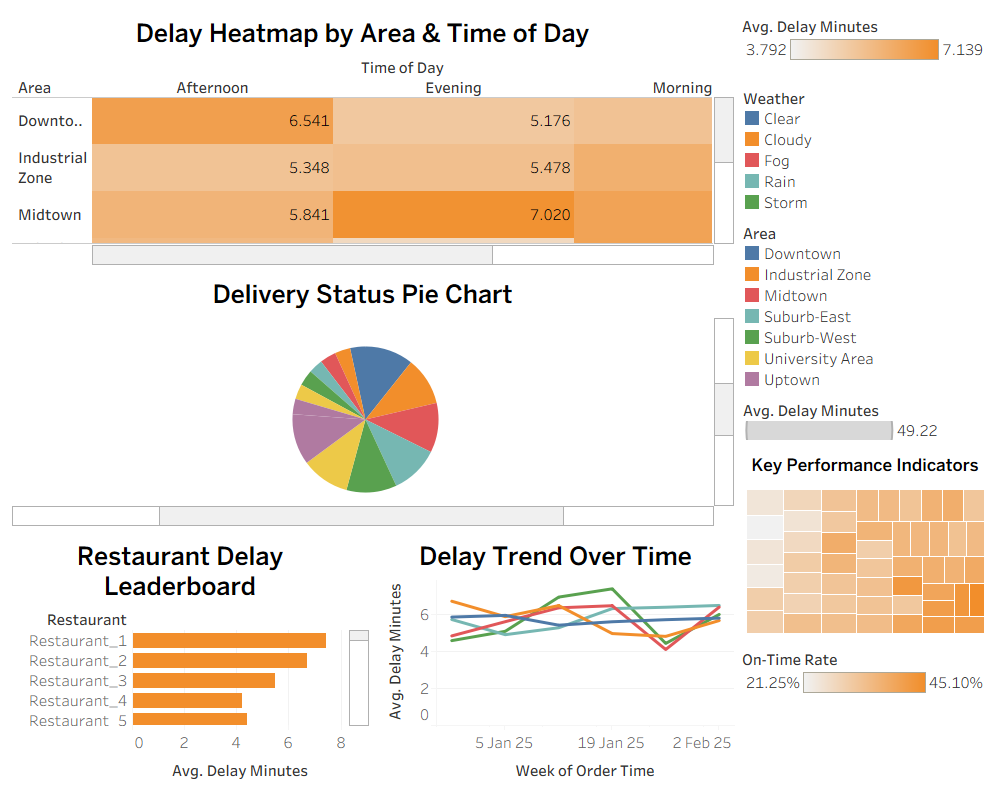 Delay Heatmap by Area & Time of Day
Time of Day
Area Afternoon Evening Morning
Downto.. 6.541 5.176
Industrial
Zone 5.348 5.478
Midtown 5.841 7.020
Delivery Status Pie Chart
Restaurant Delay
Leaderboard
Restaurant
Restaurant_1
Restaurant_2
Restaurant_3
Restaurant_4
Restaurant 5
0 2 4 6 8
Avg. Delay Minutes
Delay Trend Over Time
Avg. Delay Minutes
6
4
2
0
5 Jan 25 19 Jan 25 2 Feb 25
Week of Order Time
Avg. Delay Minutes
3.792 7.139
Weather
Clear
Cloudy
Fog
Rain
Storm
Area
Downtown
Industrial Zone
Midtown
Suburb-East
Suburb-West
University Area
Uptown
Avg. Delay Minutes
49.22
Key Performance Indicators
On-Time Rate
21.25% 45.10%